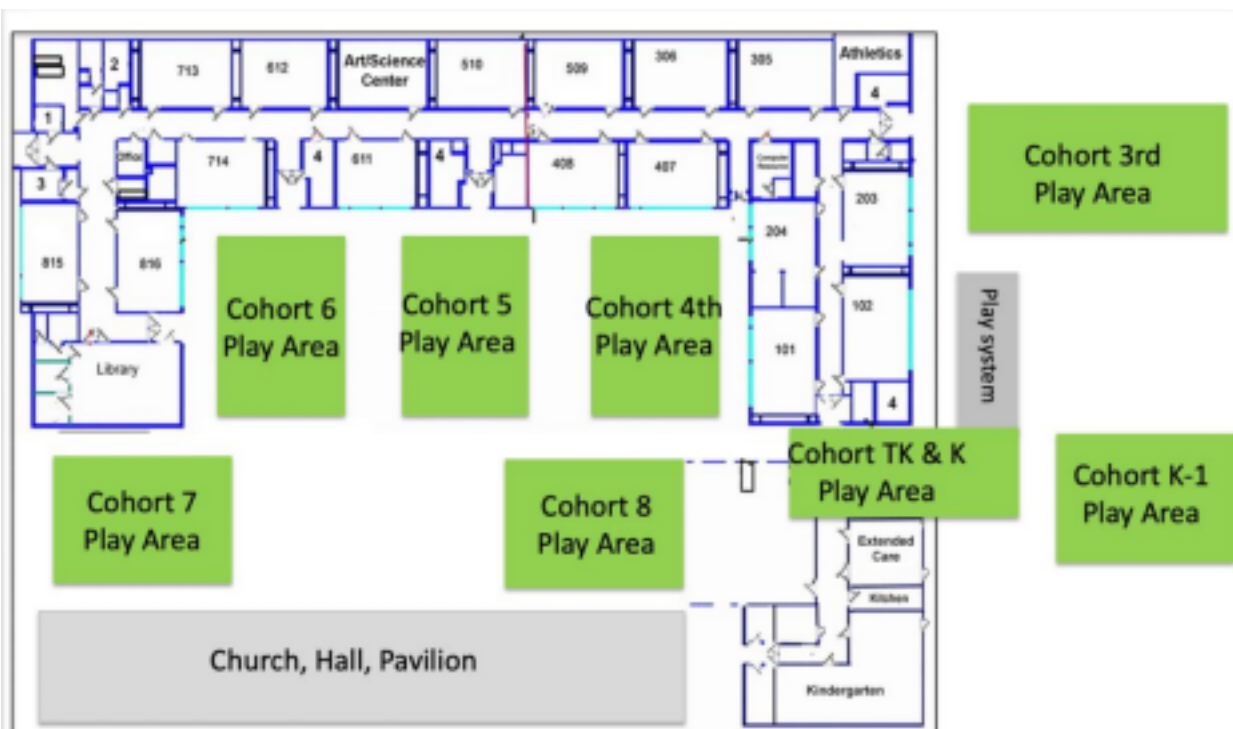 2
713
612
Art/Science
Center
510
509
306
305
Athletics
4
1
Office
714
4
611
4
408
407
Computer
Resource
3
203
204
815
816
102
101
4
Library
Cohort 3rd
Play Area
Cohort 6
Play Area
Cohort 5
Play Area
Cohort 4th
Play Area
Play system
Cohort 7
Play Area
Cohort 8
Play Area
Cohort TK & K
Play Area
Cohort K-1
Play Area
Extended
Care
Kitchen
Church, Hall, Pavilion
Kindergarten